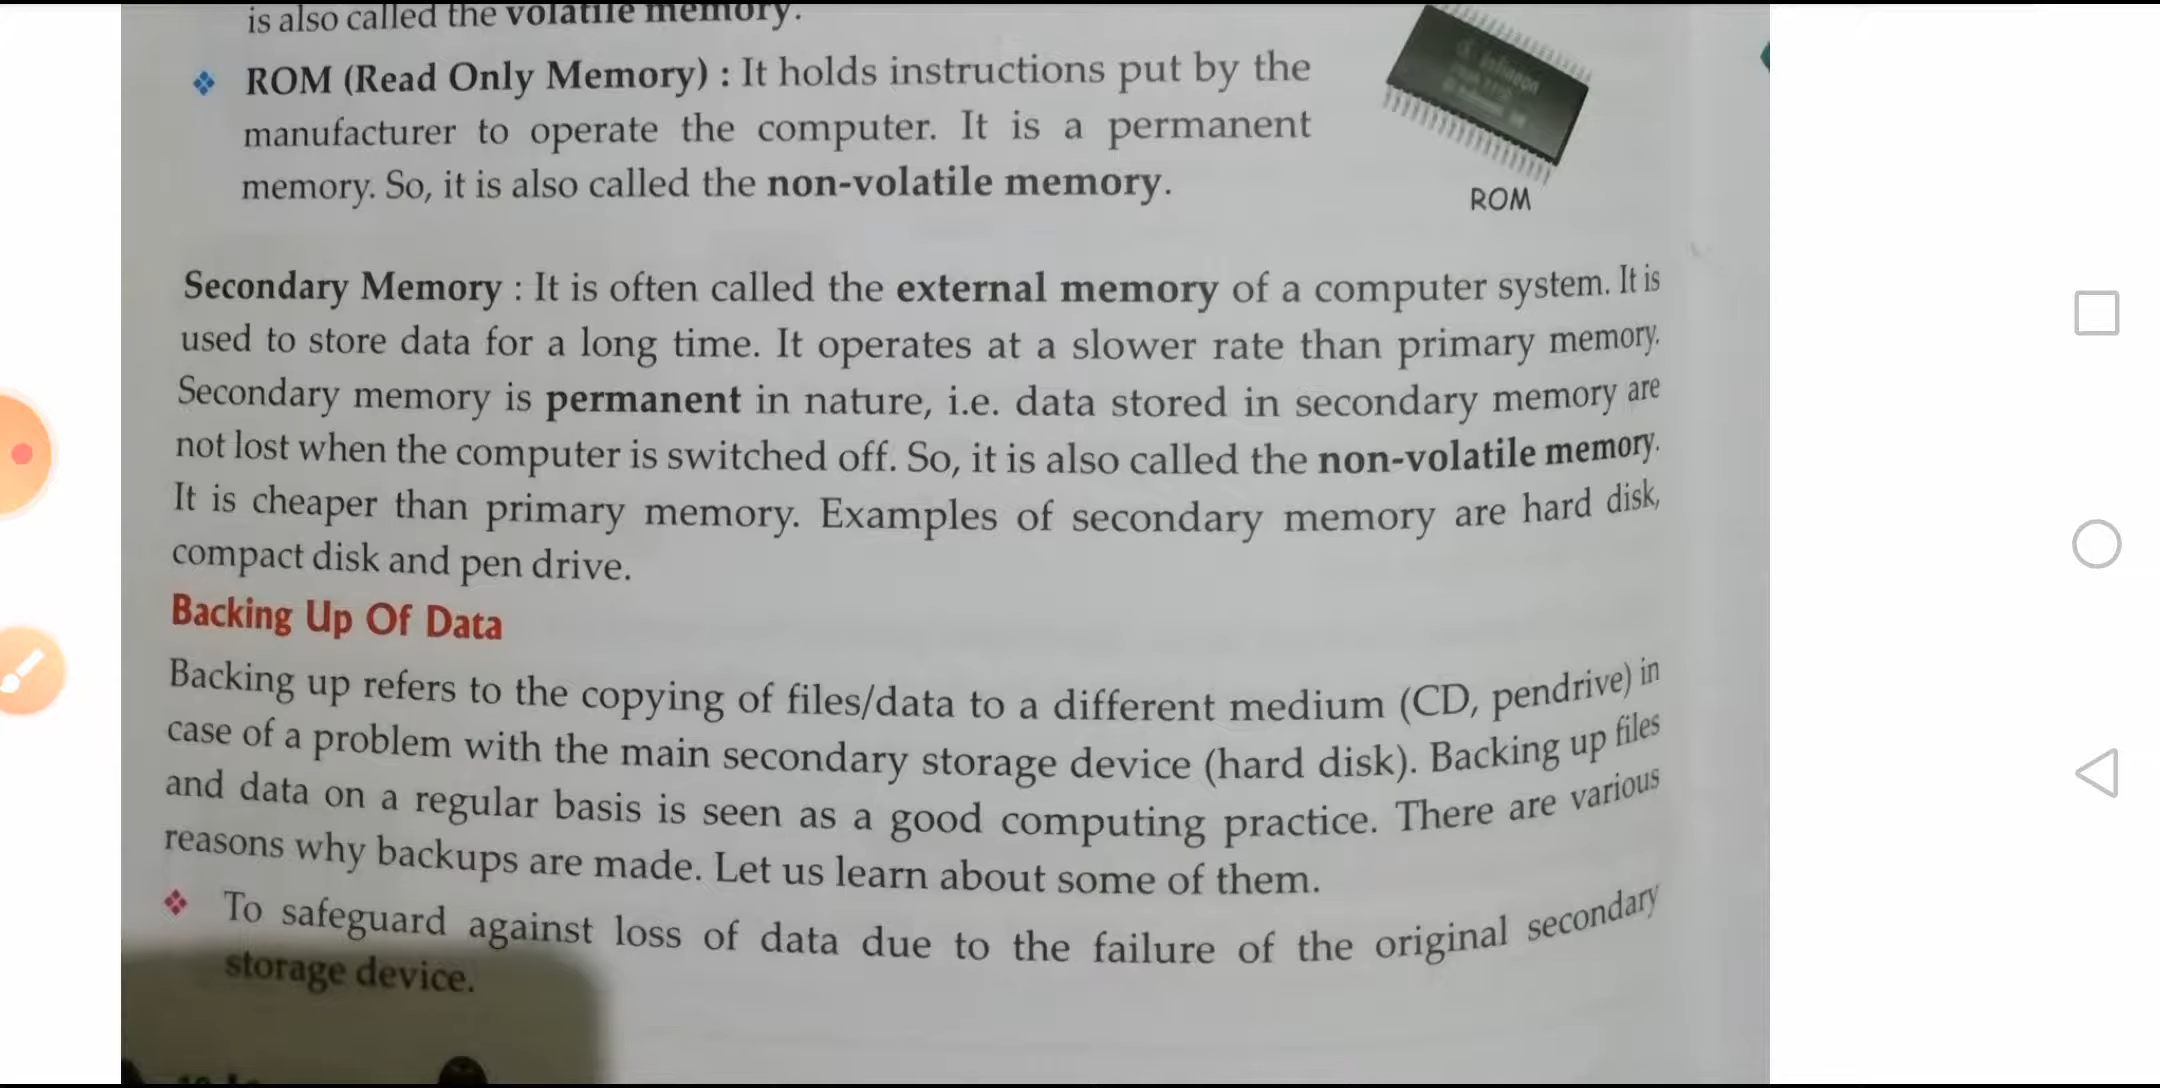 is also called the volatile memory.
ROM (Read Only Memory) : It holds instructions put by the
manufacturer to operate the computer. It is a permanent
memory. So, it is also called the non-volatile memory.
Infineon
ROM
Secondary Memory : It is often called the external memory of a computer system. It is
used to store data for a long time. It operates at a slower rate than primary memory.
Secondary memory is permanent in nature, i.e. data stored in secondary memory are
not lost when the computer is switched off. So, it is also called the non-volatile memory.
It is cheaper than primary memory. Examples of secondary memory are hard disk,
compact disk and pen drive.
Backing Up Of Data
Backing up refers to the copying of files/data to a different medium (CD, pendrive) in
case of a problem with the main secondary storage device (hard disk). Backing up files
and data on a regular basis is seen as a good computing practice. There are various
reasons why backups are made. Let us learn about some of them.
To safeguard against loss of data due to the failure of the original secondary
storage device.